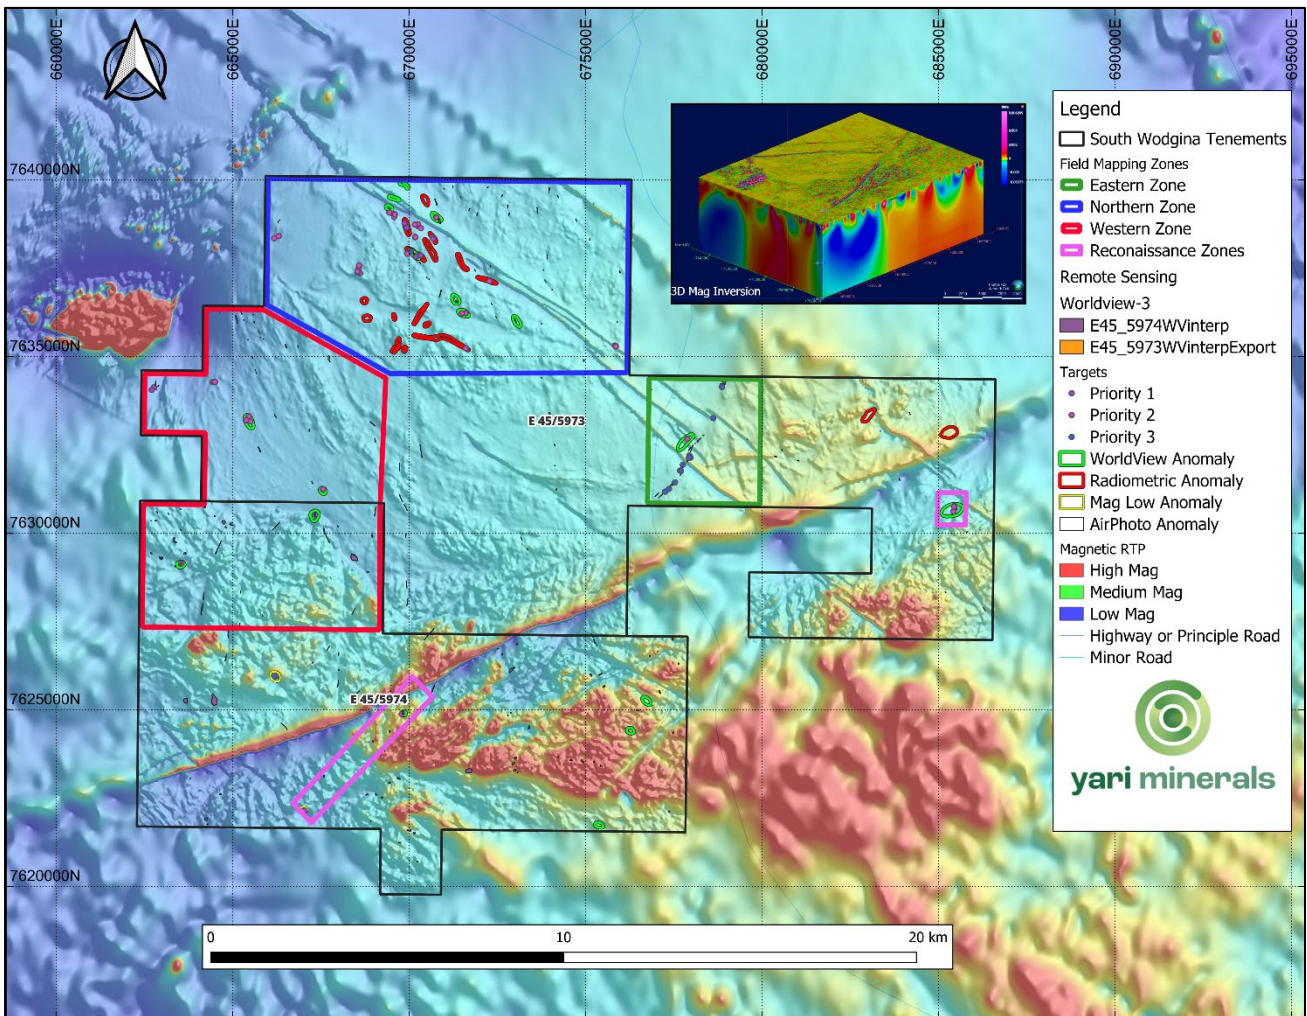 660000E
665000E
670000E
675000E
680000E
685000E
690000E
695000E
7640000N
7635000N
7630000N
7625000N
7620000N
3D Mag Inversion
E 45/5973
E 45/5974
Legend
South Wodgina Tenements
Field Mapping Zones
Eastern Zone
Northern Zone
Western Zone
Reconaissance Zones
Remote Sensing
Worldview-3
E45_5974WVinterp
E45_5973WVinterpExport
Targets
Priority 1
Priority 2
Priority 3
WorldView Anomaly
Radiometric Anomaly
Mag Low Anomaly
AirPhoto Anomaly
Magnetic RTP
High Mag
Medium Mag
Low Mag
Highway or Principle Road
Minor Road
yari minerals
0 10 20 km